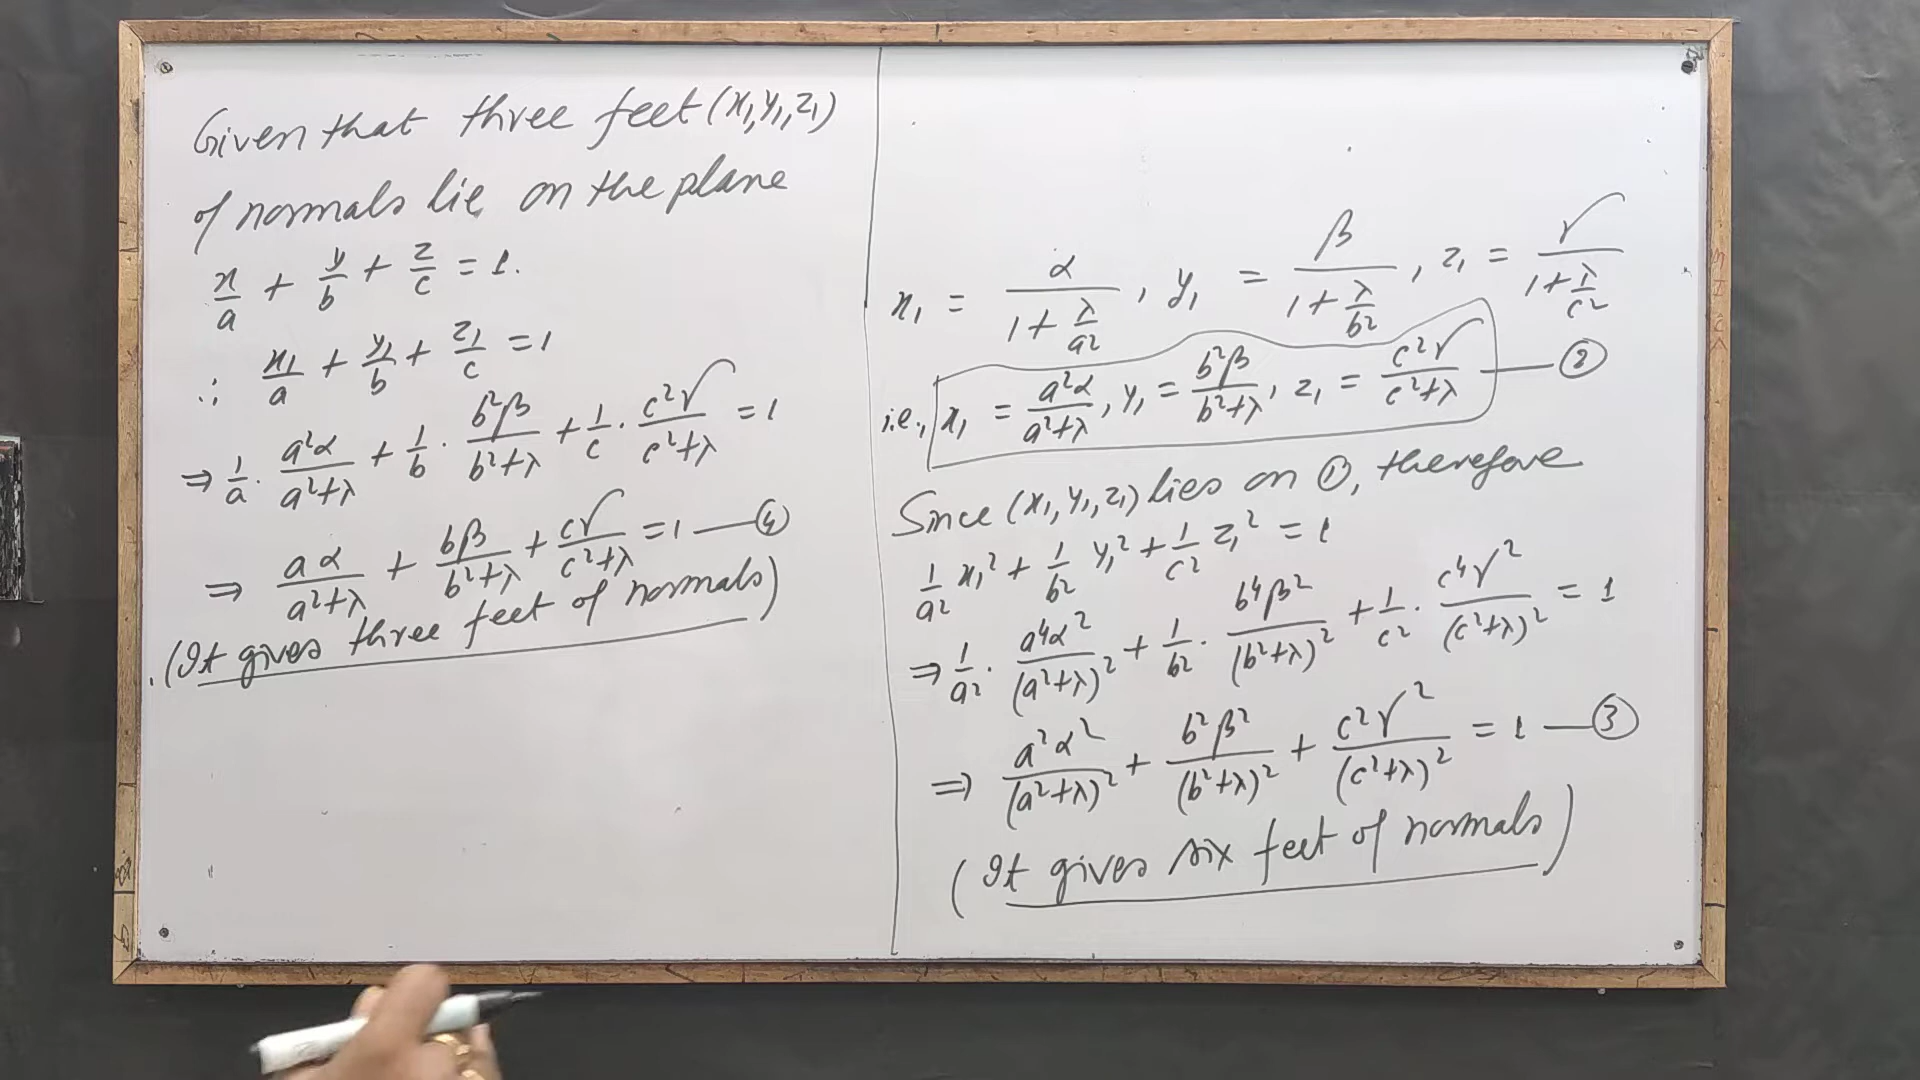 Given that three feet (x₁, y₁, z₁)
of normals lie on the plane
x/a + y/b + z/c = 1.
∴ x₁/a + y₁/b + z₁/c = 1
⇒ 1/a · a²α/(a²+λ) + 1/b · b²β/(b²+λ) + 1/c · c²γ/(c²+λ) = 1
⇒ aα/(a²+λ) + bβ/(b²+λ) + cγ/(c²+λ) = 1 — ④
(It gives three feet of normals)
x₁ = α/(1+λ/a²), y₁ = β/(1+λ/b²), z₁ = γ/(1+λ/c²)
i.e., x₁ = a²α/(a²+λ), y₁ = b²β/(b²+λ), z₁ = c²γ/(c²+λ) — ②
Since (x₁, y₁, z₁) lies on ①, therefore
1/a² x₁² + 1/b² y₁² + 1/c² z₁² = 1
⇒ 1/a² · a⁴α²/(a²+λ)² + 1/b² · b⁴β²/(b²+λ)² + 1/c² · c⁴γ²/(c²+λ)² = 1
⇒ a²α²/(a²+λ)² + b²β²/(b²+λ)² + c²γ²/(c²+λ)² = 1 — ③
(It gives six feet of normals)